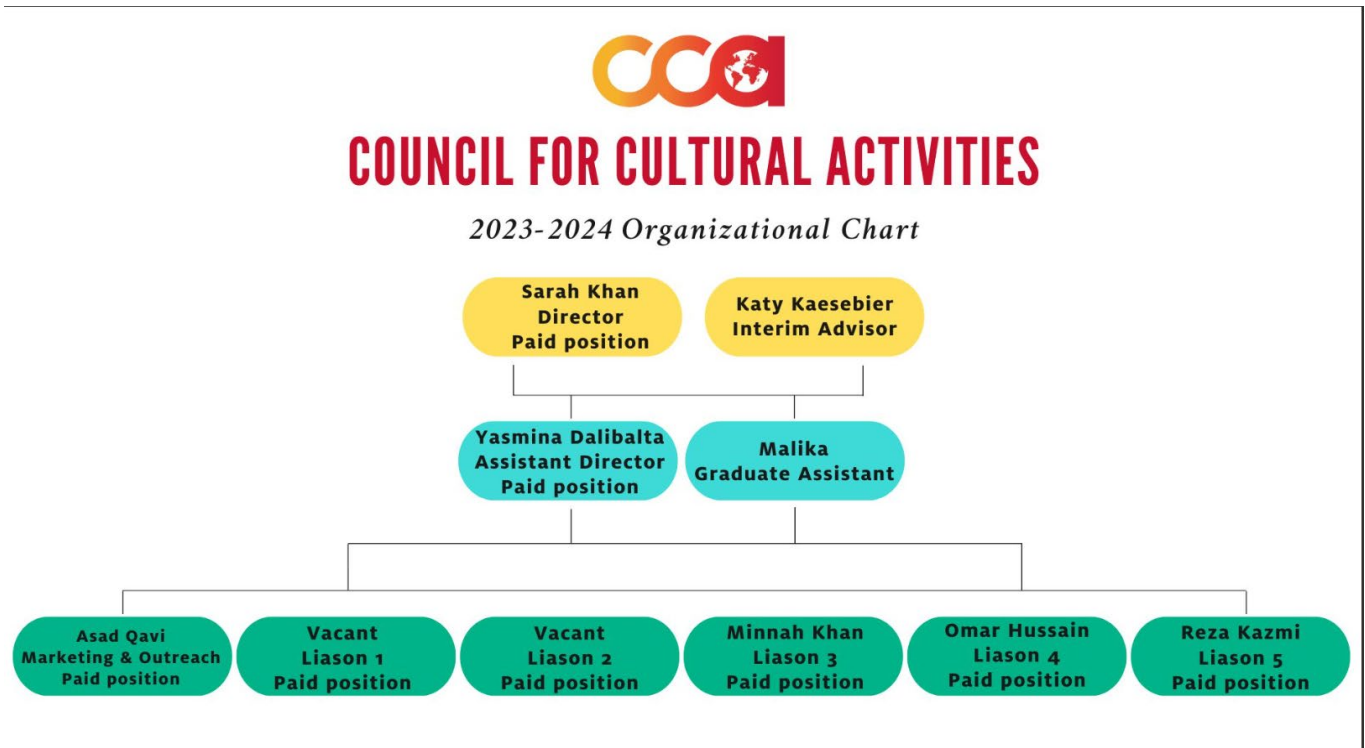 cca
COUNCIL FOR CULTURAL ACTIVITIES
2023-2024 Organizational Chart
Sarah Khan
Director
Paid position
Katy Kaesebier
Interim Advisor
Yasmina Dalibalta
Assistant Director
Paid position
Malika
Graduate Assistant
Asad Qavi
Marketing & Outreach
Paid position
Vacant
Liason 1
Paid position
Vacant
Liason 2
Paid position
Minnah Khan
Liason 3
Paid position
Omar Hussain
Liason 4
Paid position
Reza Kazmi
Liason 5
Paid position